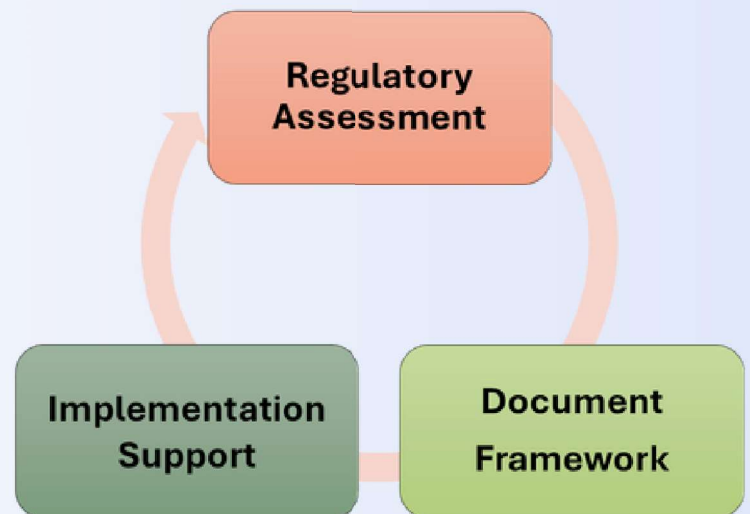 Regulatory
Assessment
Implementation
Support
Document
Framework